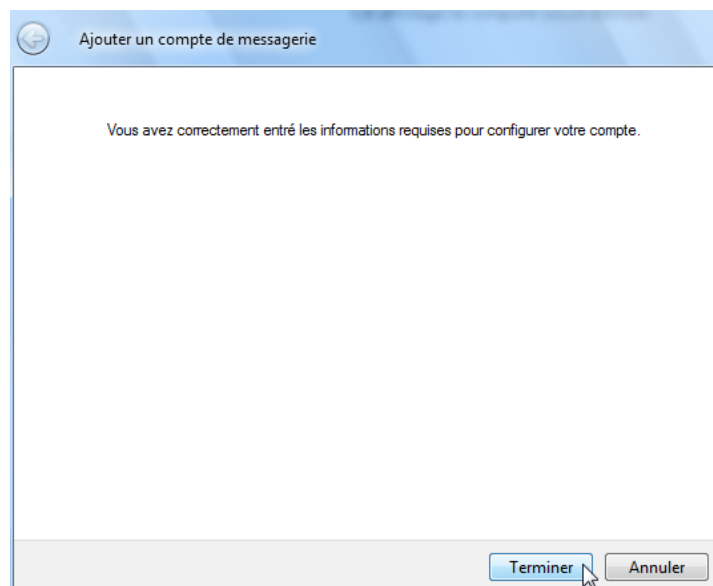 Ajouter un compte de messagerie
Vous avez correctement entré les informations requises pour configurer votre compte.
Terminer
Annuler